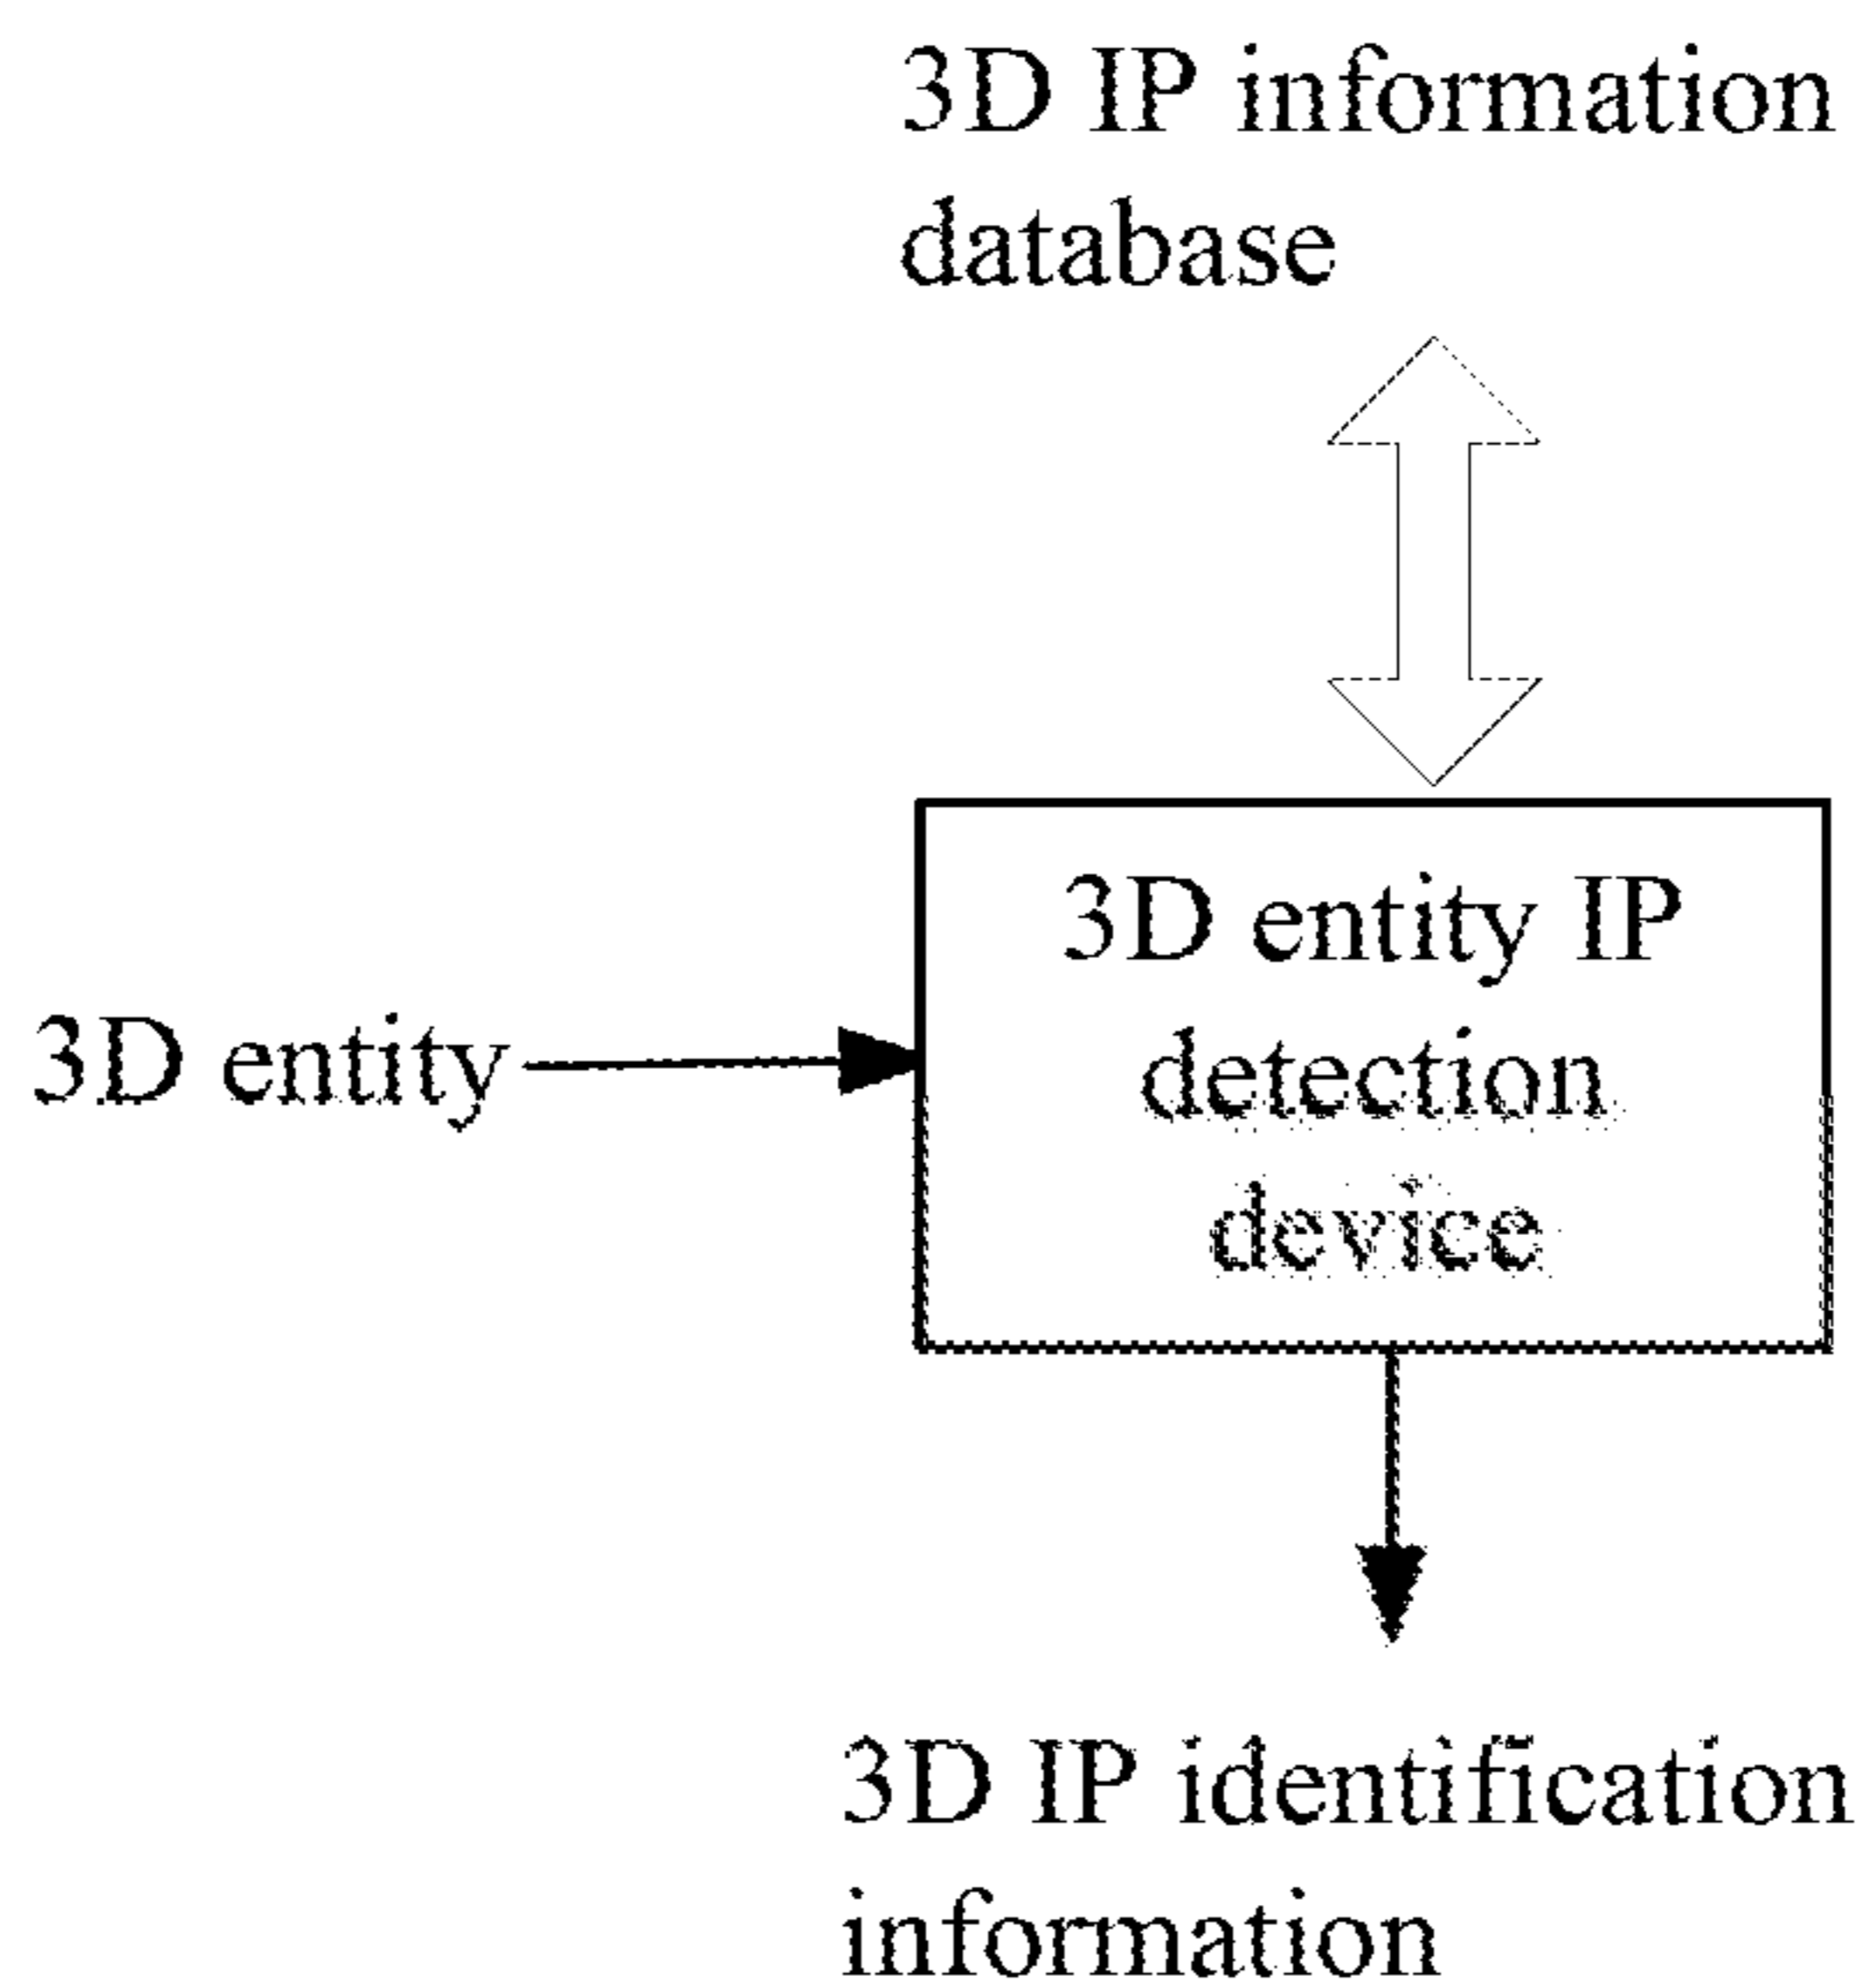 3D IP information
database
3D entity IP
detection
device
3D entity
3D IP identification
information